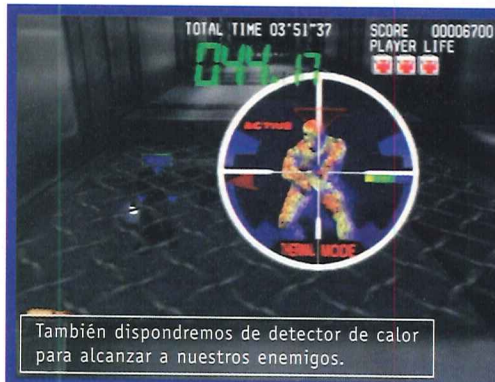 TOTAL TIME 03'51"37 SCORE 00006700
PLAYER LIFE
044.17
ACTIVE
THERMAL MODE
También dispondremos de detector de calor
para alcanzar a nuestros enemigos.